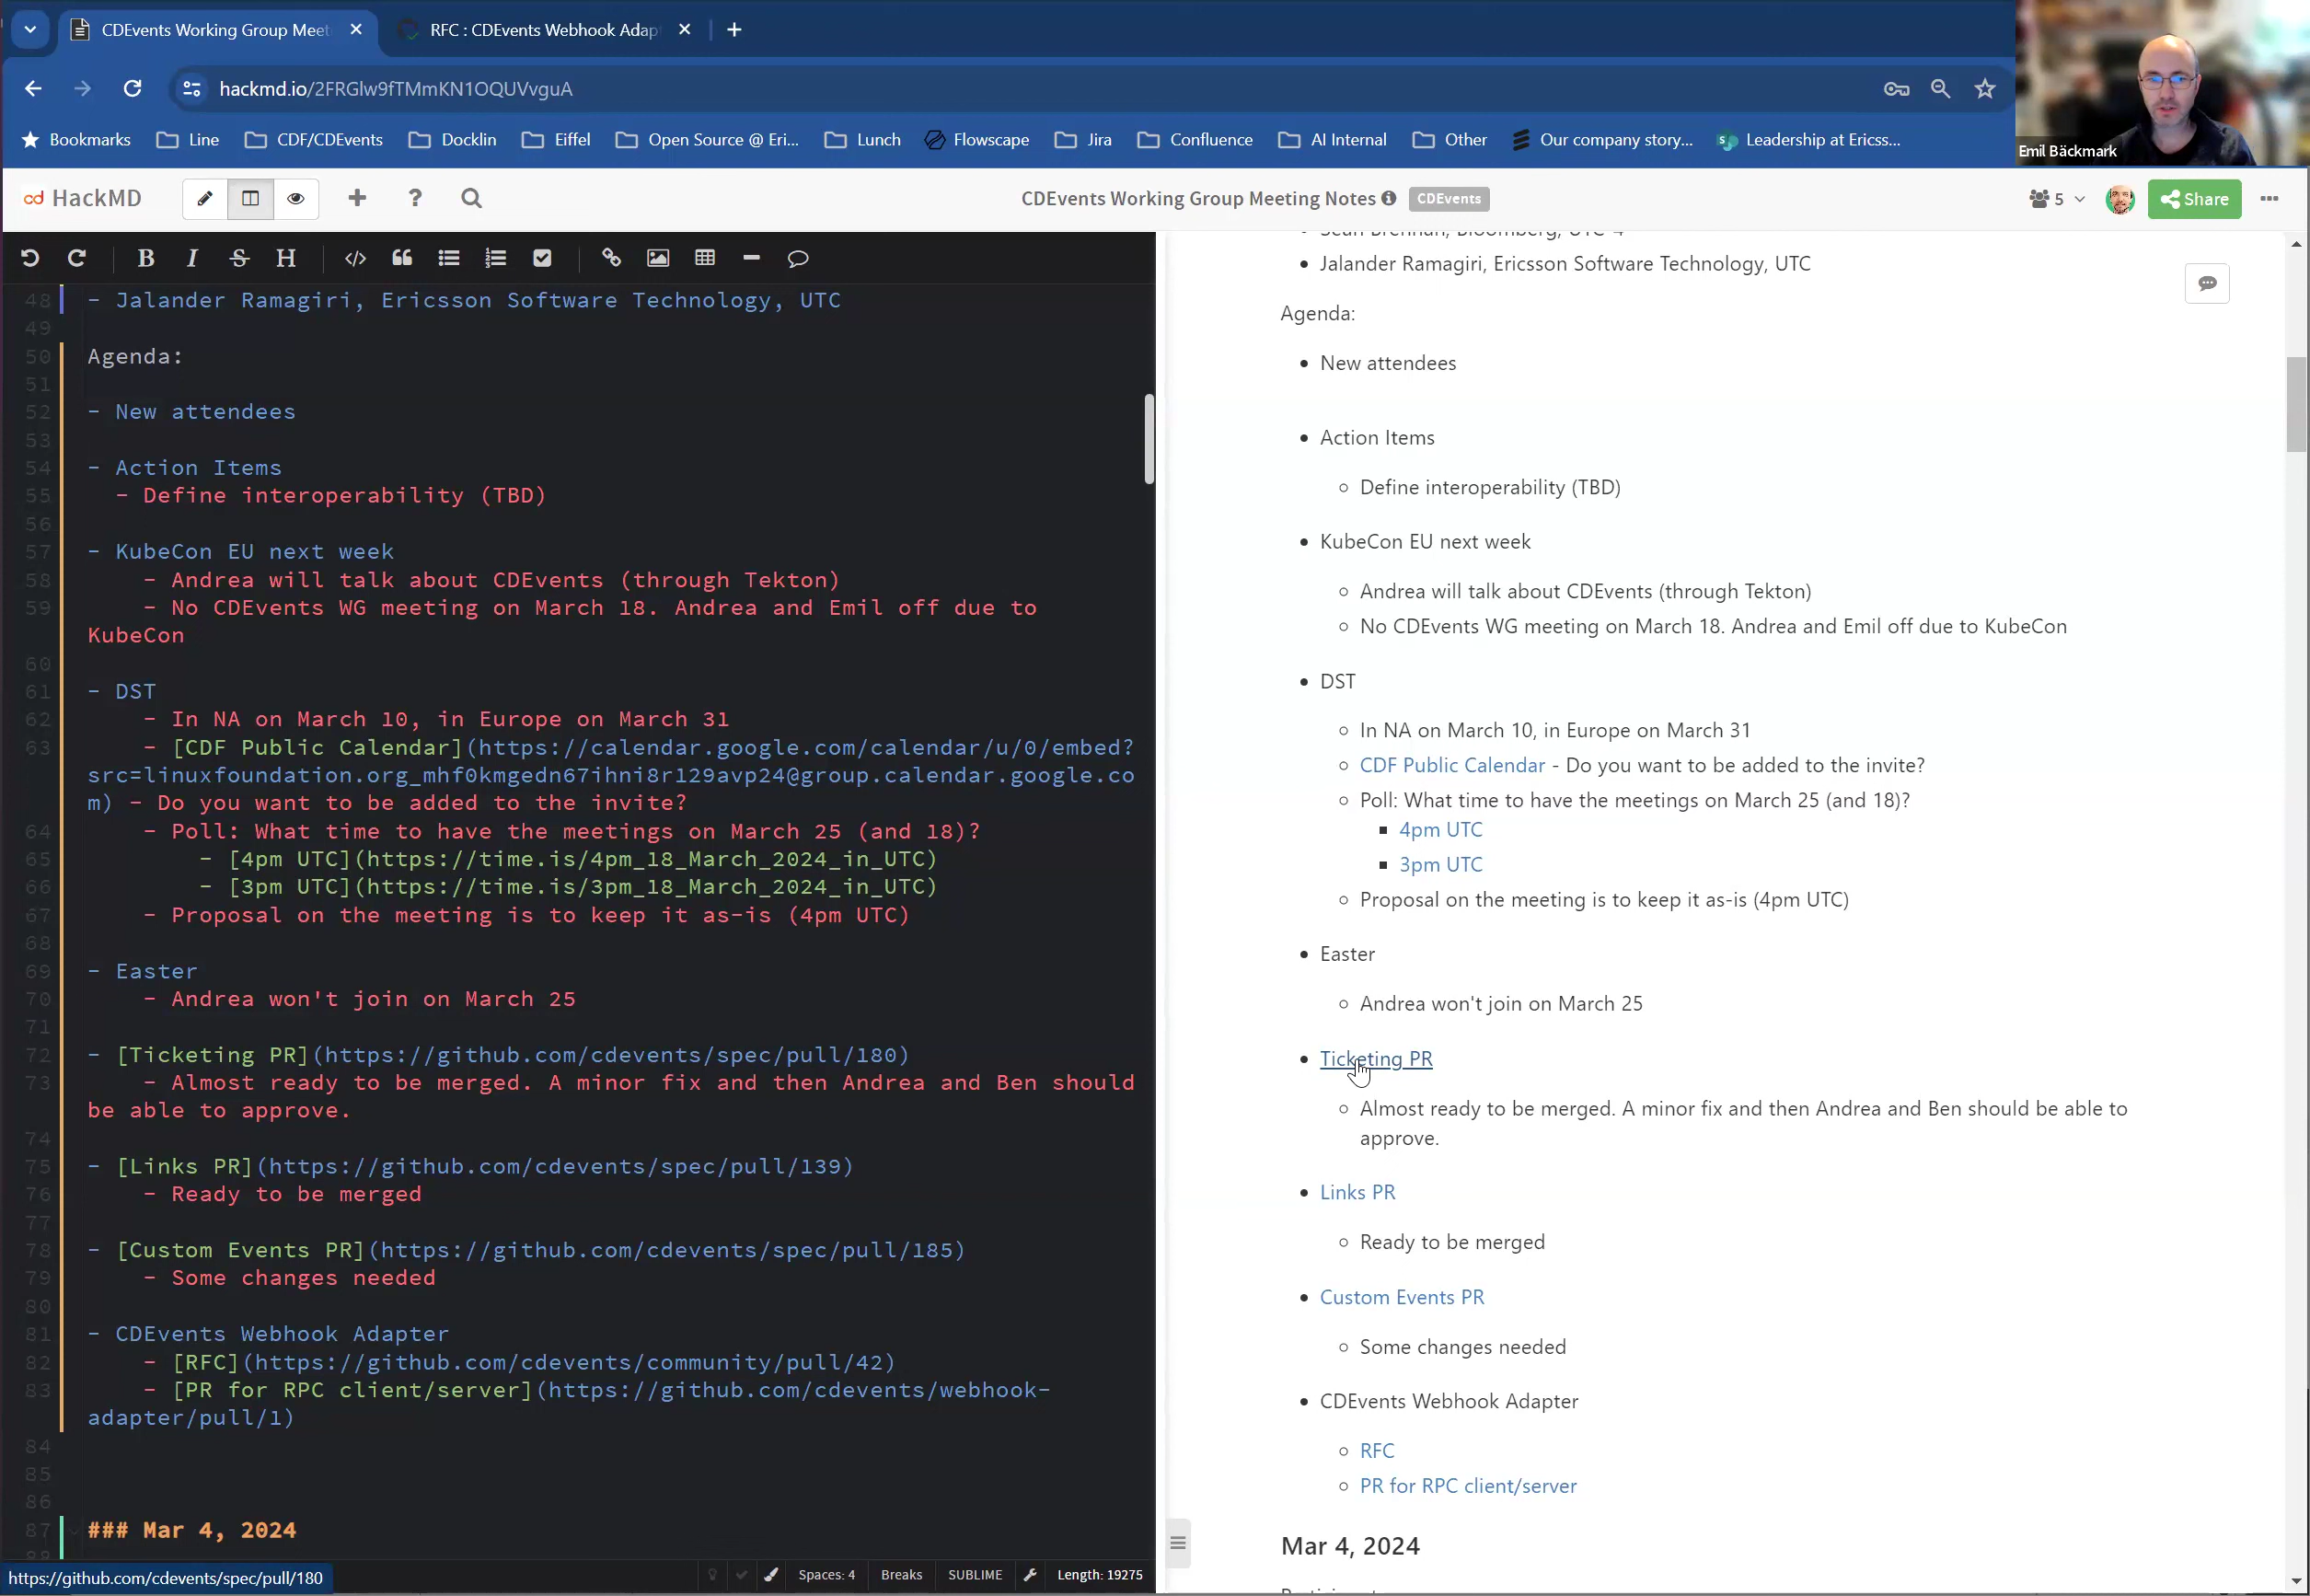 CDEvents Working Group Meet
RFC : CDEvents Webhook Adap
hackmd.io/2FRGlw9fTMmKN1OQUVvguA
Bookmarks
Line
CDF/CDEvents
Docklin
Eiffel
Open Source @ Eri...
Lunch
Flowscape
Jira
Confluence
AI Internal
Other
Our company story...
Leadership at Ericss...
Emil Bäckmark
HackMD
CDEvents Working Group Meeting Notes
CDEvents
5
Share
48 - Jalander Ramagiri, Ericsson Software Technology, UTC
49
50 Agenda:
51
52 - New attendees
53
54 - Action Items
55 - Define interoperability (TBD)
56
57 - KubeCon EU next week
58 - Andrea will talk about CDEvents (through Tekton)
59 - No CDEvents WG meeting on March 18. Andrea and Emil off due to
KubeCon
60
61 - DST
62 - In NA on March 10, in Europe on March 31
63 - [CDF Public Calendar](https://calendar.google.com/calendar/u/0/embed?
src=linuxfoundation.org_mhf0kmgedn67ihni8r129avp24@group.calendar.google.co
m) - Do you want to be added to the invite?
64 - Poll: What time to have the meetings on March 25 (and 18)?
65 - [4pm UTC](https://time.is/4pm_18_March_2024_in_UTC)
66 - [3pm UTC](https://time.is/3pm_18_March_2024_in_UTC)
67 - Proposal on the meeting is to keep it as-is (4pm UTC)
68
69 - Easter
70 - Andrea won't join on March 25
71
72 - [Ticketing PR](https://github.com/cdevents/spec/pull/180)
73 - Almost ready to be merged. A minor fix and then Andrea and Ben should
be able to approve.
74
75 - [Links PR](https://github.com/cdevents/spec/pull/139)
76 - Ready to be merged
77
78 - [Custom Events PR](https://github.com/cdevents/spec/pull/185)
79 - Some changes needed
80
81 - CDEvents Webhook Adapter
82 - [RFC](https://github.com/cdevents/community/pull/42)
83 - [PR for RPC client/server](https://github.com/cdevents/webhook-
adapter/pull/1)
84
85
86
87 ### Mar 4, 2024
https://github.com/cdevents/spec/pull/180
Spaces: 4
Breaks
SUBLIME
Length: 19275
Sean Brennan, Bloomberg, UTC-4
Jalander Ramagiri, Ericsson Software Technology, UTC
Agenda:
New attendees
Action Items
Define interoperability (TBD)
KubeCon EU next week
Andrea will talk about CDEvents (through Tekton)
No CDEvents WG meeting on March 18. Andrea and Emil off due to KubeCon
DST
In NA on March 10, in Europe on March 31
CDF Public Calendar - Do you want to be added to the invite?
Poll: What time to have the meetings on March 25 (and 18)?
4pm UTC
3pm UTC
Proposal on the meeting is to keep it as-is (4pm UTC)
Easter
Andrea won't join on March 25
Ticketing PR
Almost ready to be merged. A minor fix and then Andrea and Ben should be able to
approve.
Links PR
Ready to be merged
Custom Events PR
Some changes needed
CDEvents Webhook Adapter
RFC
PR for RPC client/server
Mar 4, 2024